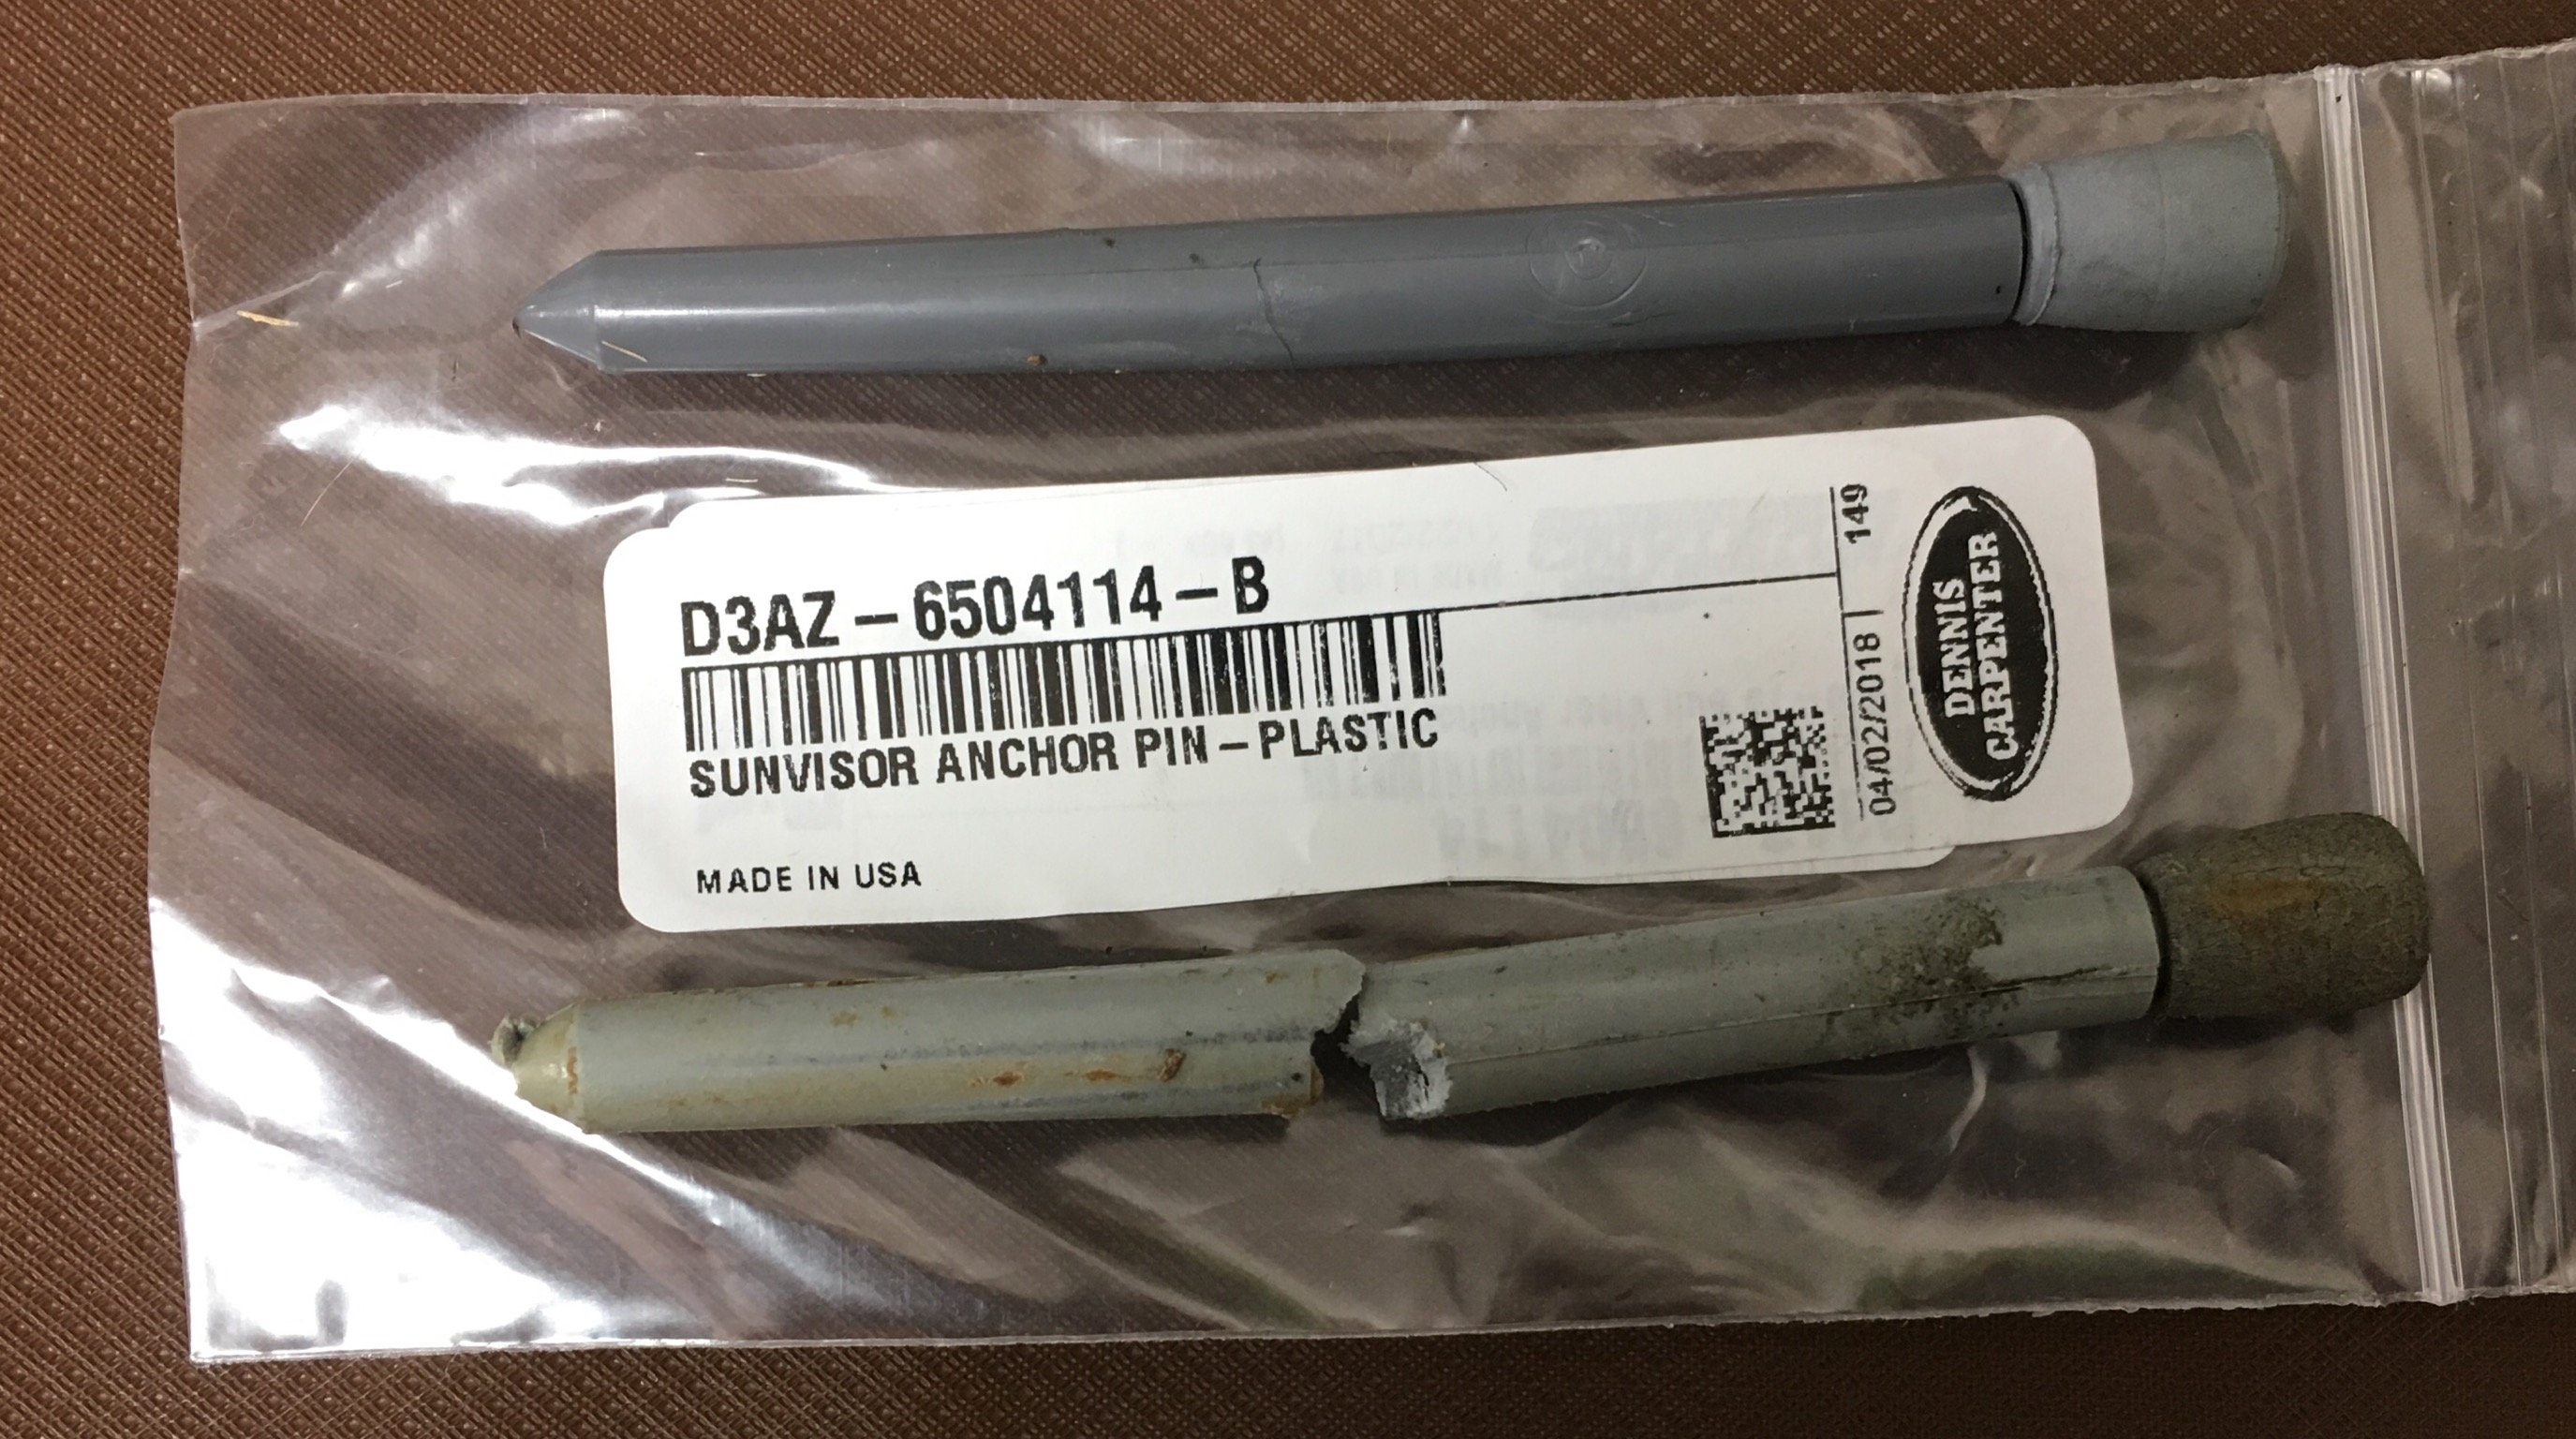 D3AZ-6504114-B
SUNVISOR ANCHOR PIN-PLASTIC
MADE IN USA
149
04/02/2018
DENNIS
CARPENTER